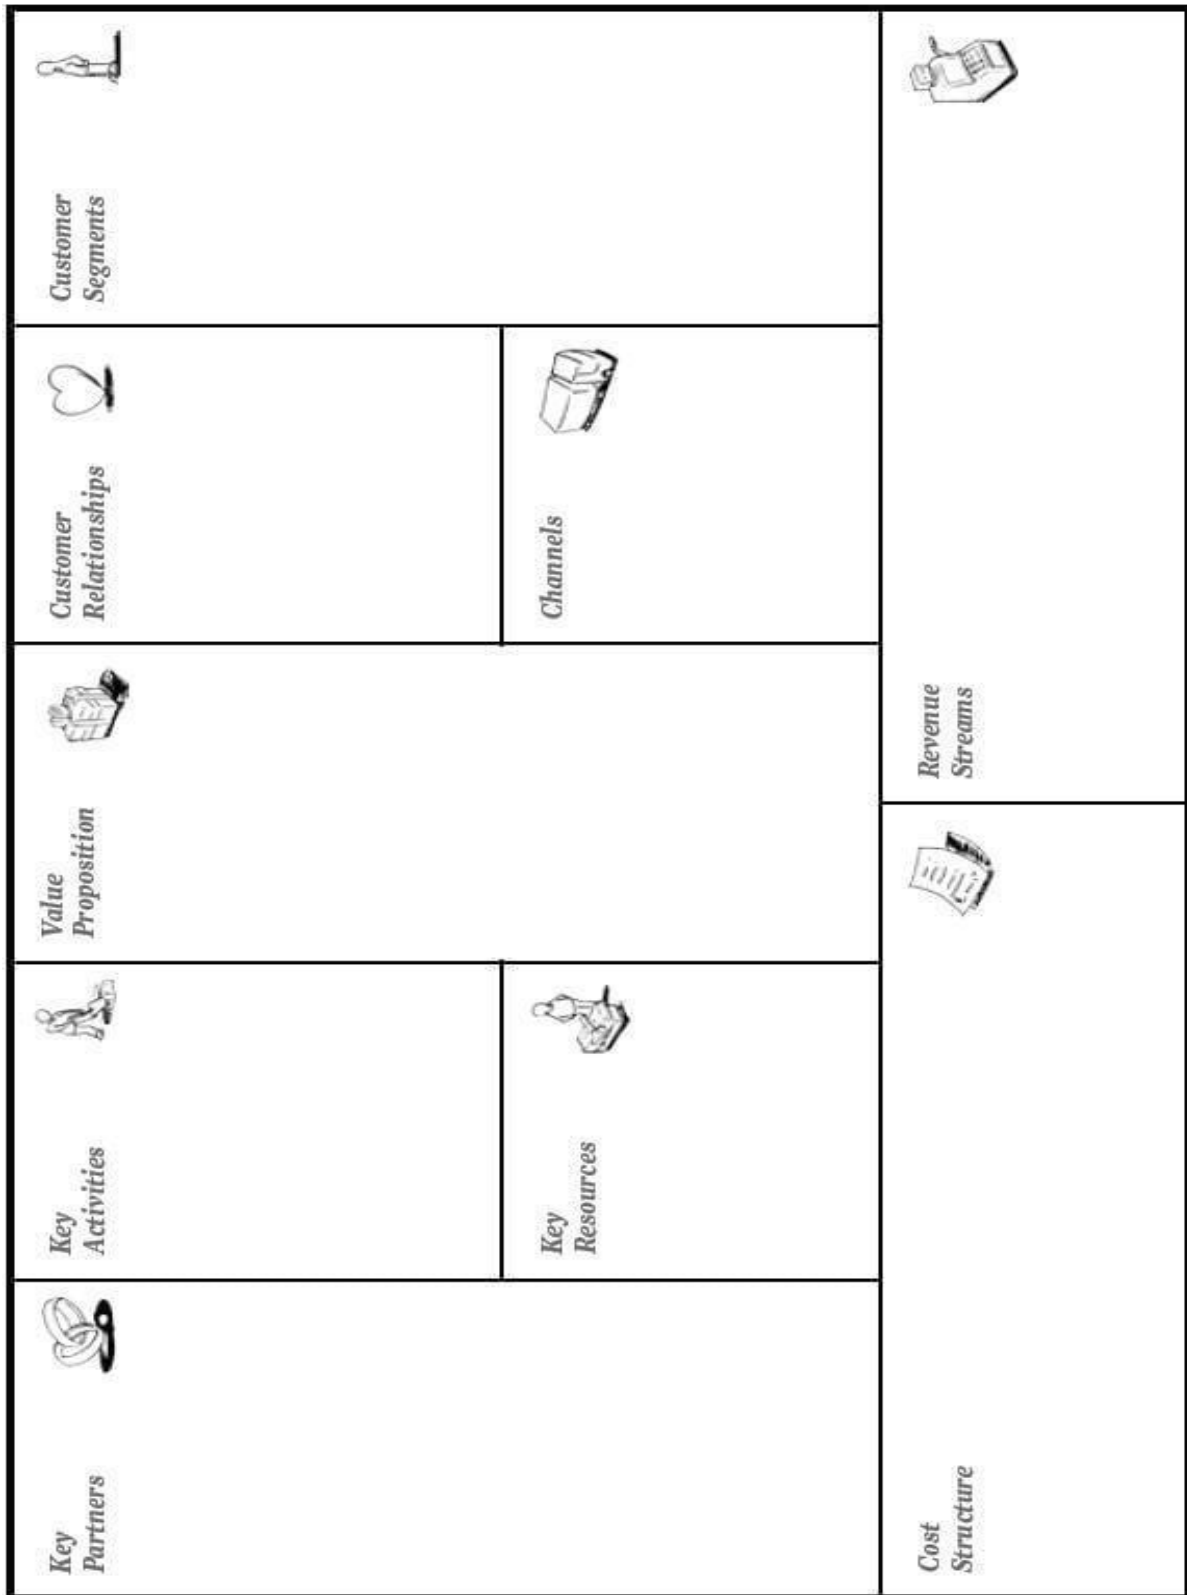 Key
Partners
Key
Activities
Key
Resources
Value
Proposition
Customer
Relationships
Channels
Customer
Segments
Cost
Structure
Revenue
Streams